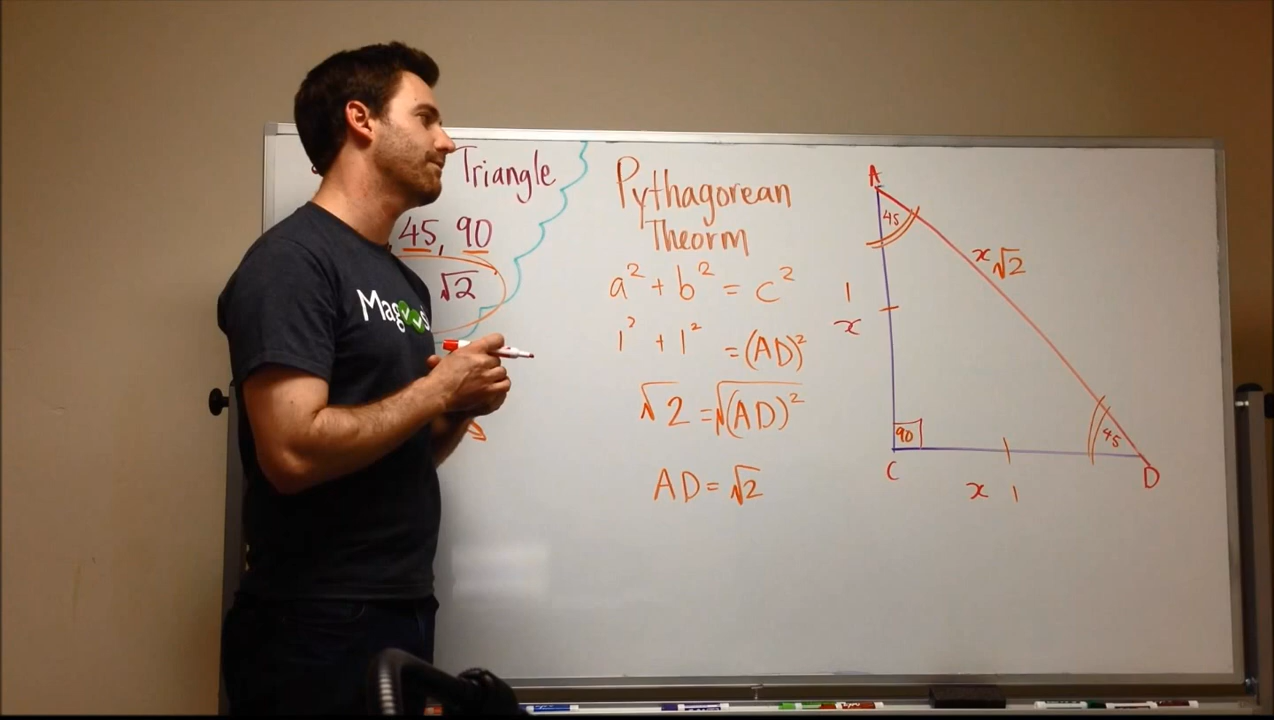 Triangle
45, 90
√2
Pythagorean
Theorm
a² + b² = c²
1² + 1² = (AD)²
√2 = √(AD)²
AD = √2
A
45
x√2
1
x
90
45
C
D
x 1